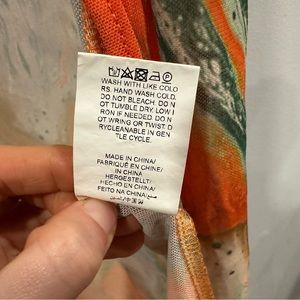 WASH WITH LIKE COLO
RS. HAND WASH COLD.
DO NOT BLEACH. DO N
OT TUMBLE DRY. LOW I
RON IF NEEDED. DO N
OT WRING OR TWIST. D
RYCLEANABLE IN GEN
TLE CYCLE.
MADE IN CHINA/
FABRIQUÉ EN CHINE/
IN CHINA
HERGESTELLT/
HECHO EN CHINA/
FEITO NA CHINA/